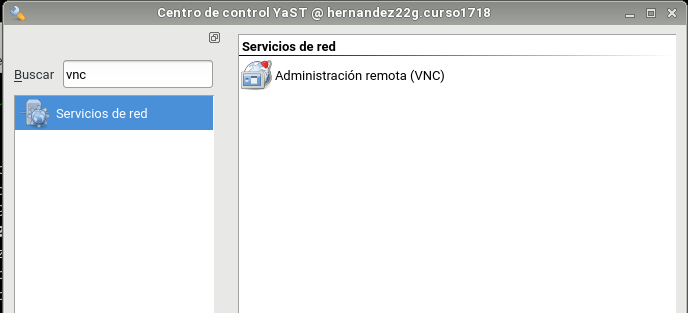 Centro de control YaST @ hernandez22g.curso1718
Buscar vnc
Servicios de red
Servicios de red
Administración remota (VNC)